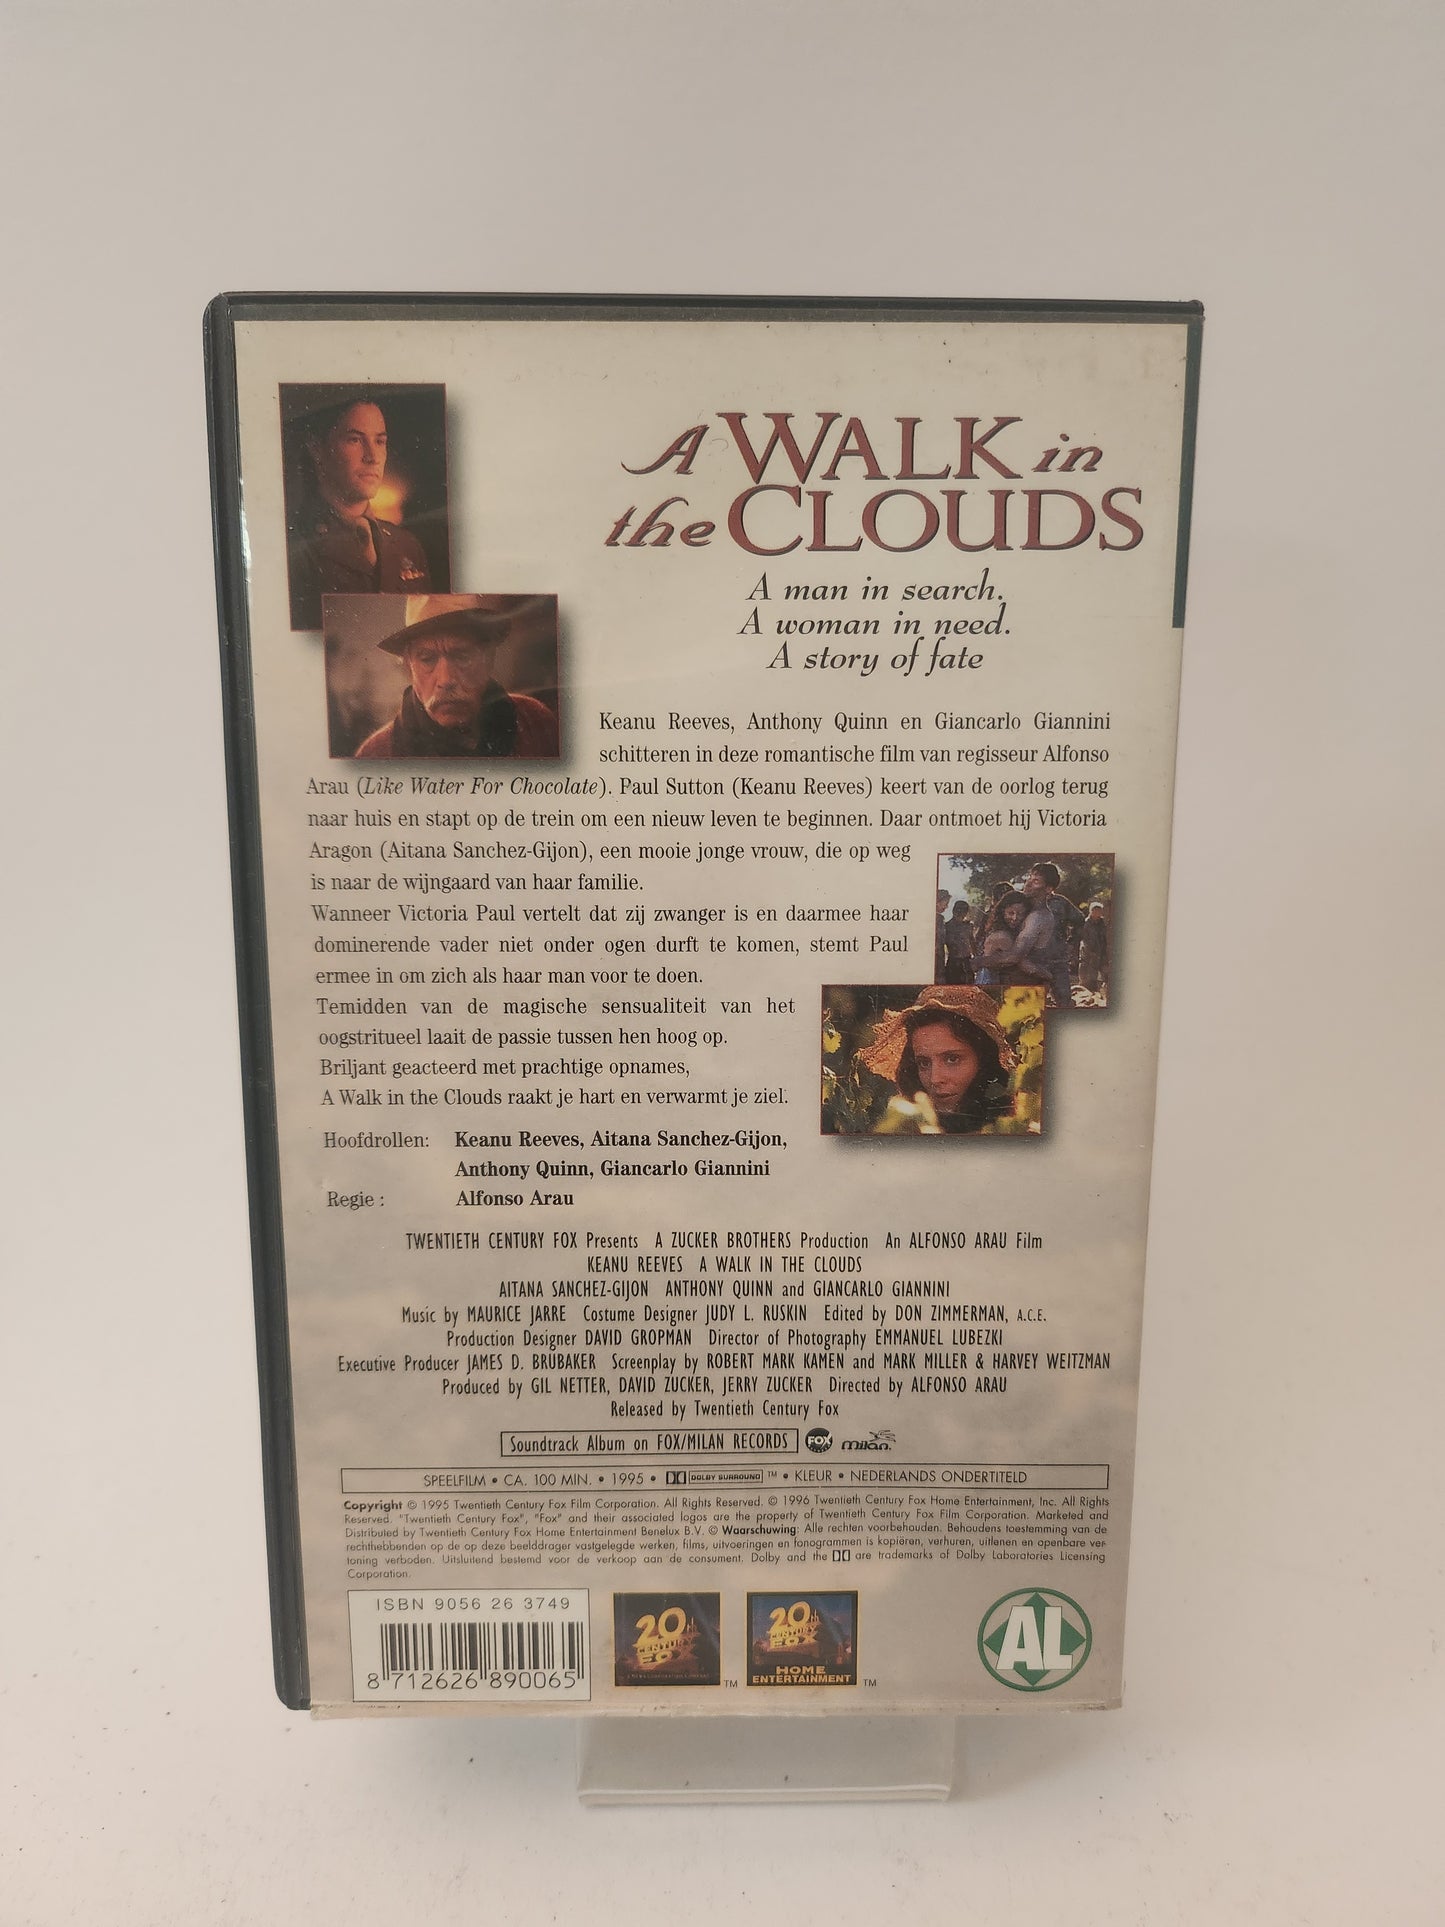 A WALK in
the CLOUDS
A man in search.
A woman in need.
A story of fate
Keanu Reeves, Anthony Quinn en Giancarlo Giannini
schitteren in deze romantische film van regisseur Alfonso
Arau (Like Water For Chocolate). Paul Sutton (Keanu Reeves) keert van de oorlog terug
naar huis en stapt op de trein om een nieuw leven te beginnen. Daar ontmoet hij Victoria
Aragon (Aitana Sanchez-Gijon), een mooie jonge vrouw, die op weg
is naar de wijngaard van haar familie.
Wanneer Victoria Paul vertelt dat zij zwanger is en daarmee haar
dominerende vader niet onder ogen durft te komen, stemt Paul
ermee in om zich als haar man voor te doen.
Temidden van de magische sensualiteit van het
oogstritueel laait de passie tussen hen hoog op.
Briljant geacteerd met prachtige opnames,
A Walk in the Clouds raakt je hart en verwarmt je ziel.
Hoofdrollen: Keanu Reeves, Aitana Sanchez-Gijon,
Anthony Quinn, Giancarlo Giannini
Regie : Alfonso Arau
TWENTIETH CENTURY FOX Presents A ZUCKER BROTHERS Production An ALFONSO ARAU Film
KEANU REEVES A WALK IN THE CLOUDS
AITANA SANCHEZ-GIJON ANTHONY QUINN and GIANCARLO GIANNINI
Music by MAURICE JARRE Costume Designer JUDY L. RUSKIN Edited by DON ZIMMERMAN, A.C.E.
Production Designer DAVID GROPMAN Director of Photography EMMANUEL LUBEZKI
Executive Producer JAMES D. BRUBAKER Screenplay by ROBERT MARK KAMEN and MARK MILLER & HARVEY WEITZMAN
Produced by GIL NETTER, DAVID ZUCKER, JERRY ZUCKER Directed by ALFONSO ARAU
Released by Twentieth Century Fox
Soundtrack Album on FOX/MILAN RECORDS FOX milan
SPEELFILM • CA. 100 MIN. • 1995 • DOLBY SURROUND ™ • KLEUR • NEDERLANDS ONDERTITELD
Copyright © 1995 Twentieth Century Fox Film Corporation. All Rights Reserved. © 1996 Twentieth Century Fox Home Entertainment, Inc. All Rights
Reserved. "Twentieth Century Fox", "Fox" and their associated logos are the property of Twentieth Century Fox Film Corporation. Marketed and
Distributed by Twentieth Century Fox Home Entertainment Benelux B.V. © Waarschuwing: Alle rechten voorbehouden. Behoudens toestemming van de
rechthebbenden op de op deze beelddrager vastgelegde werken, films, uitvoeringen en fonogrammen is kopiëren, verhuren, uitlenen en openbare ver-
toning verboden. Uitsluitend bestemd voor de verkoop aan de consument. Dolby and the are trademarks of Dolby Laboratories Licensing
Corporation.
ISBN 9056 26 3749
8 712626 890065
20
CENTURY
FOX
TM
20
CENTURY
FOX
HOME
ENTERTAINMENT
TM
AL